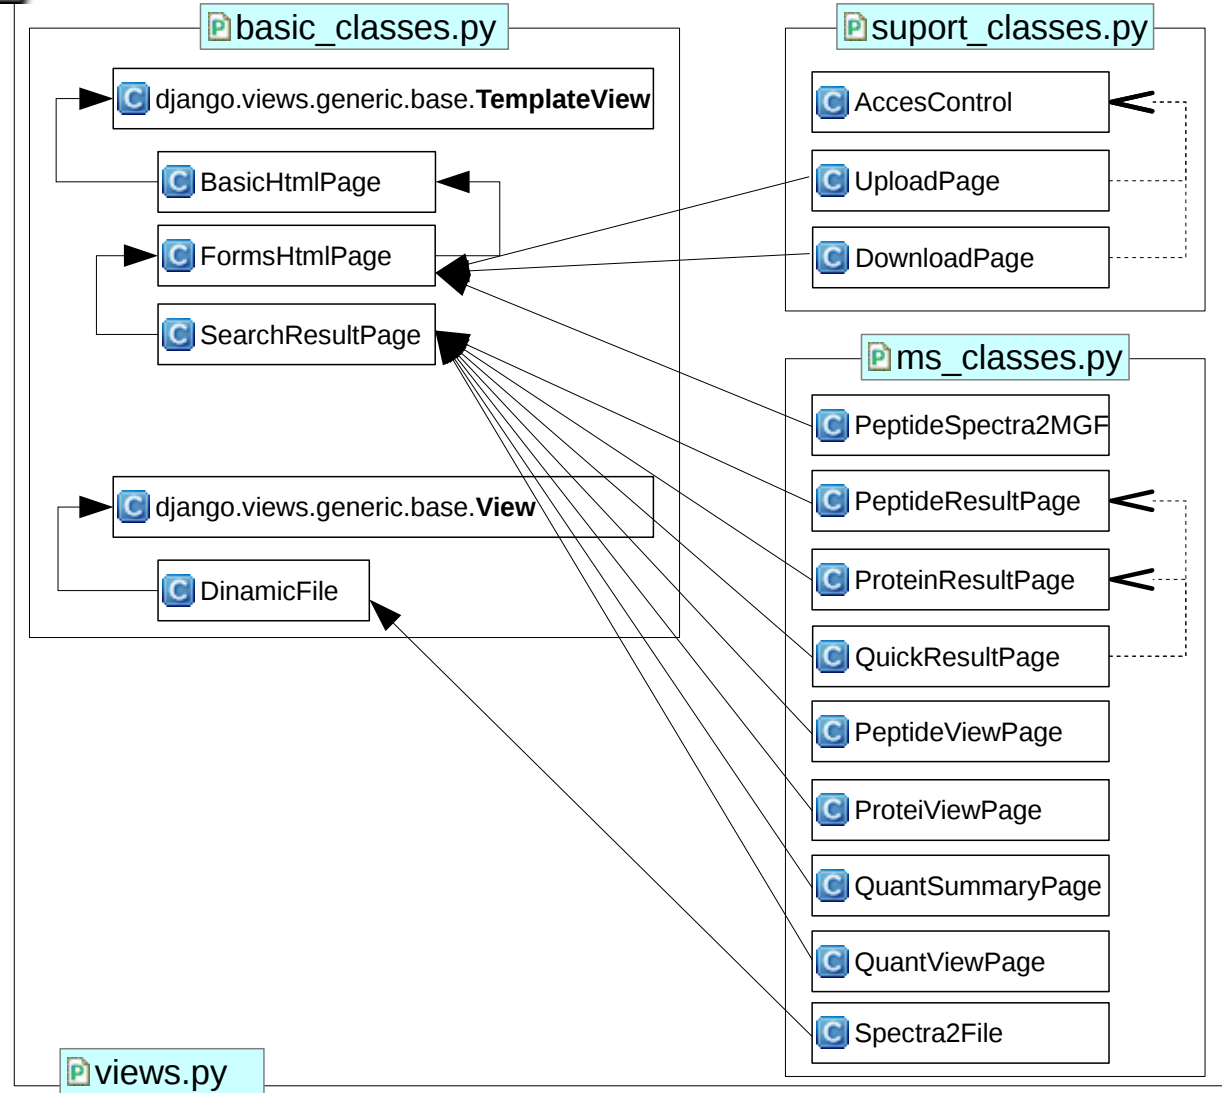 basic_classes.py
django.views.generic.base.TemplateView
BasicHtmlPage
FormsHtmlPage
SearchResultPage
django.views.generic.base.View
DinamicFile
suport_classes.py
AccesControl
UploadPage
DownloadPage
ms_classes.py
PeptideSpectra2MGF
PeptideResultPage
ProteinResultPage
QuickResultPage
PeptideViewPage
ProteiViewPage
QuantSummaryPage
QuantViewPage
Spectra2File
views.py